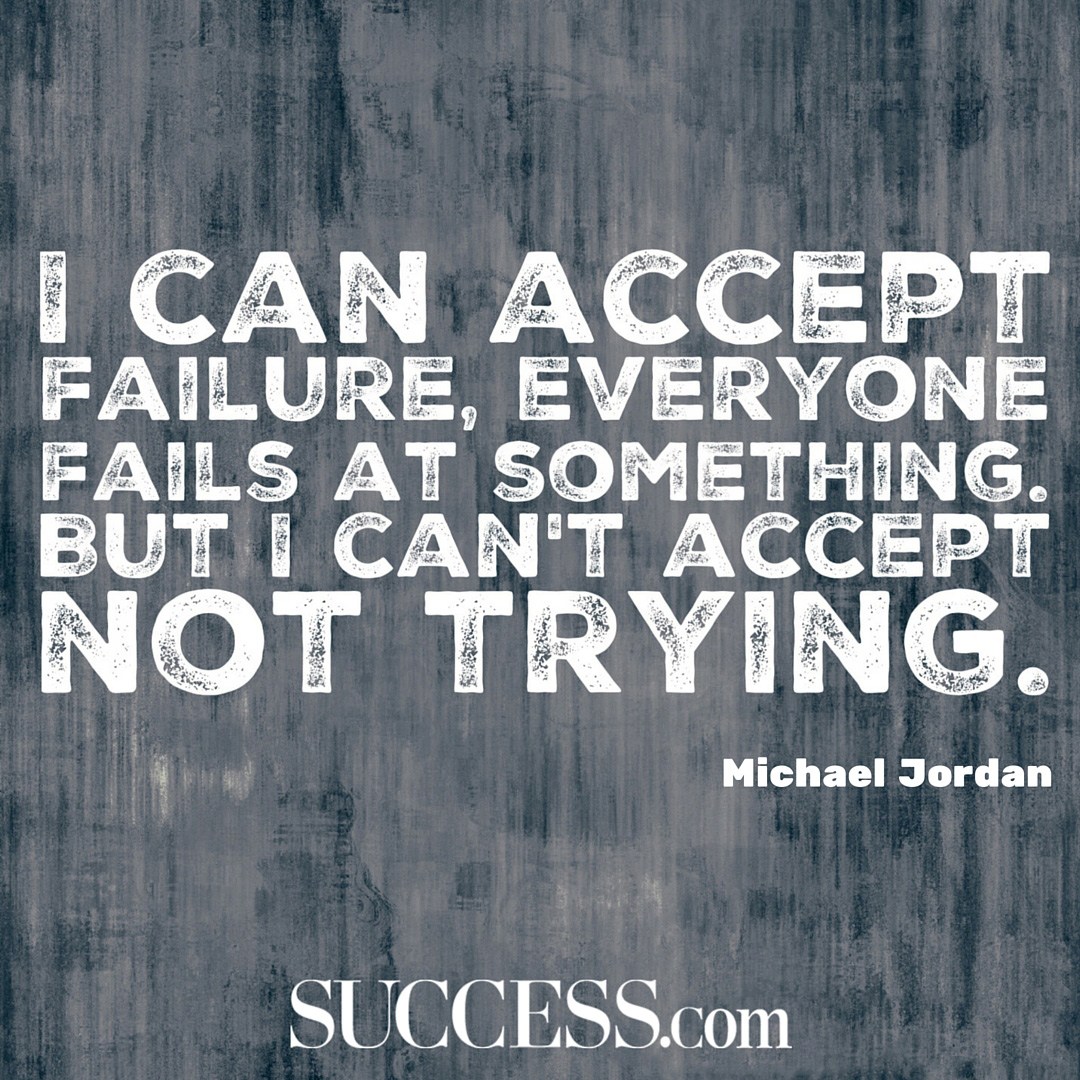 I CAN ACCEPT
FAILURE, EVERYONE
FAILS AT SOMETHING.
BUT I CAN'T ACCEPT
NOT TRYING.
Michael Jordan
SUCCESS.com